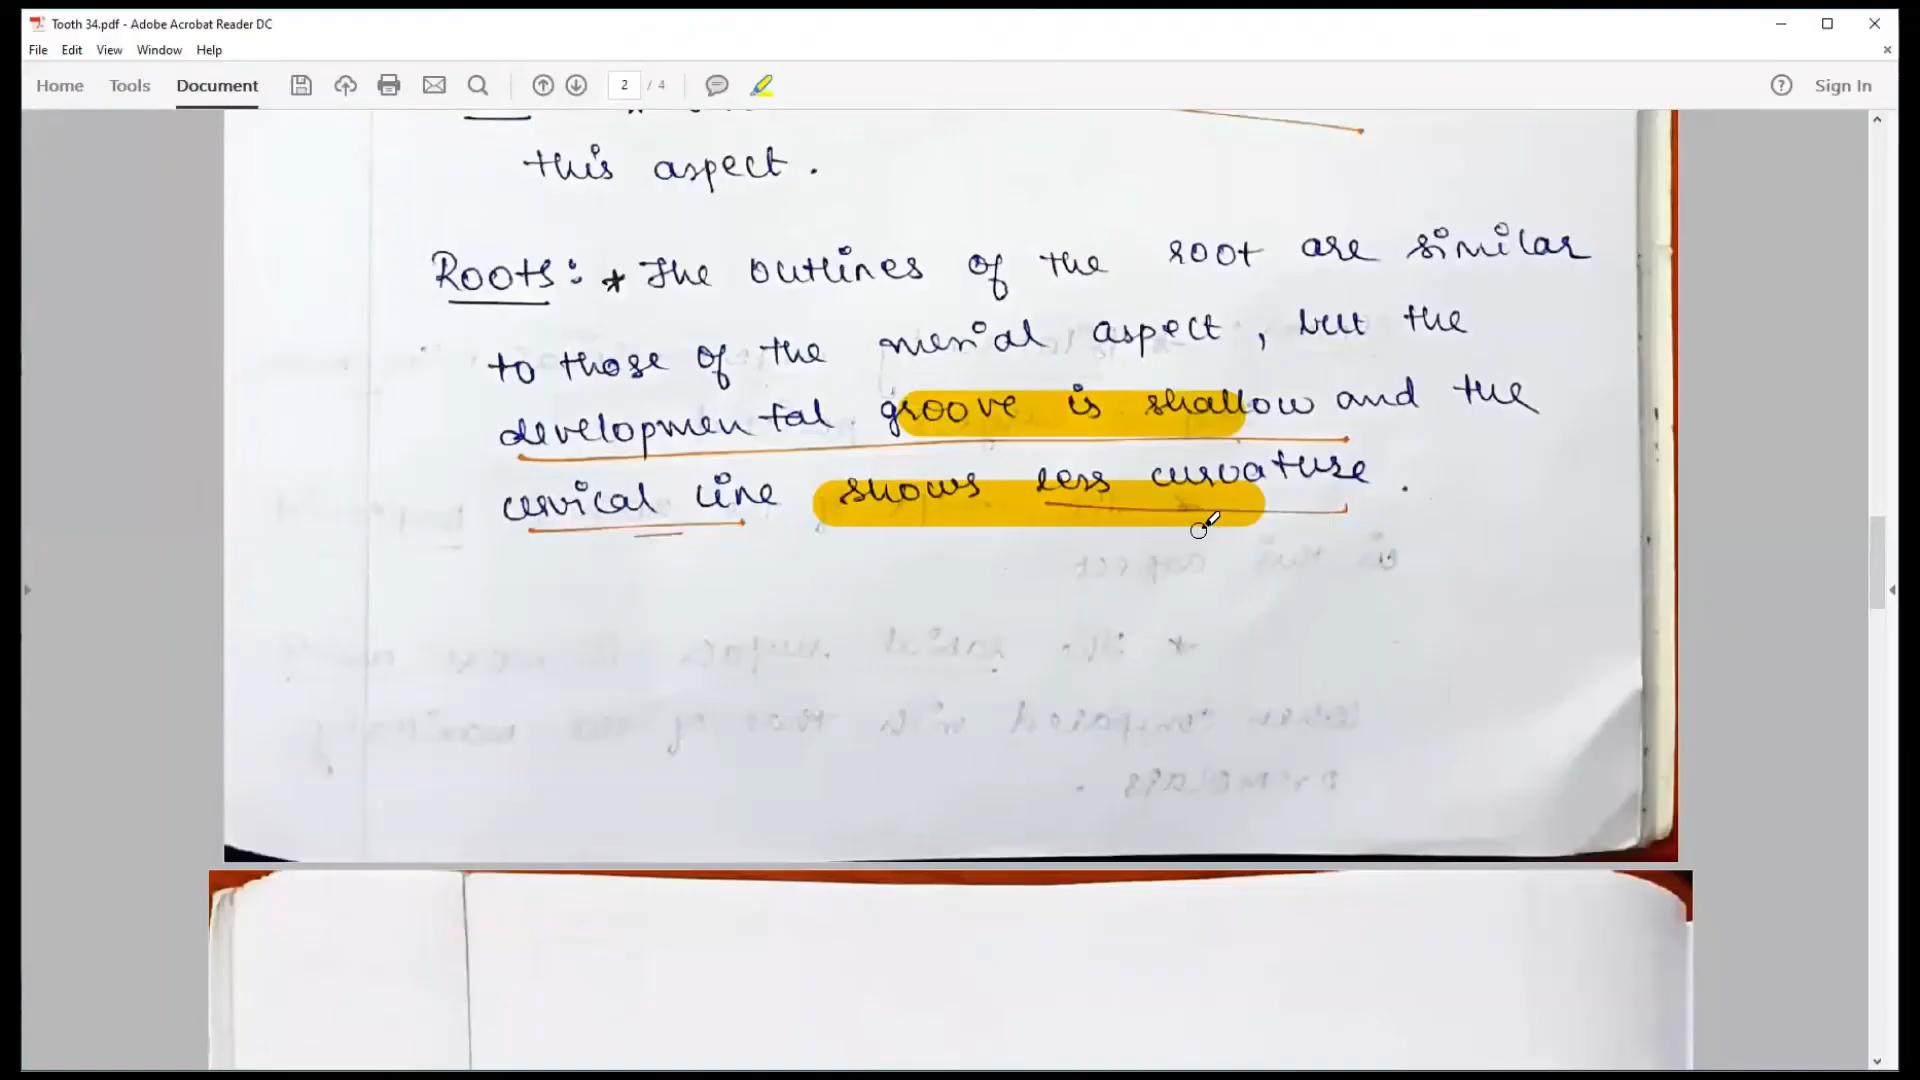 Tooth 34.pdf - Adobe Acrobat Reader DC
File Edit View Window Help
Home Tools Document 2 / 4 Sign In
this aspect .
Roots : * The outlines of the root are similar
to those of the mesial aspect , but the
developmental groove is shallow and the
cervical line shows less curvature .